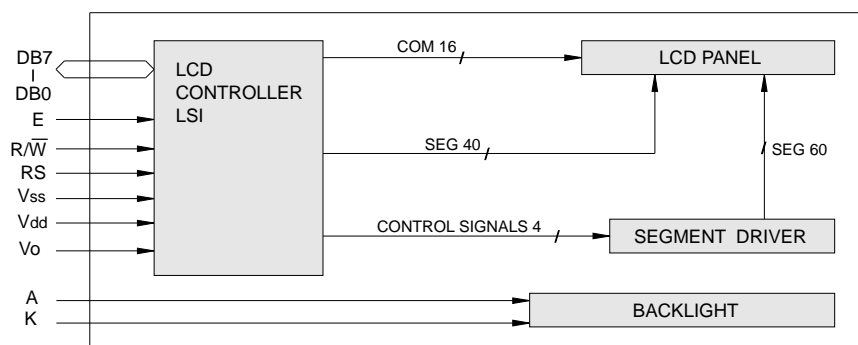 DB7
DB0
E
R/W̅
RS
Vss
Vdd
Vo
A
K
LCD
CONTROLLER
LSI
COM 16
SEG 40
CONTROL SIGNALS 4
LCD PANEL
SEG 60
SEGMENT DRIVER
BACKLIGHT